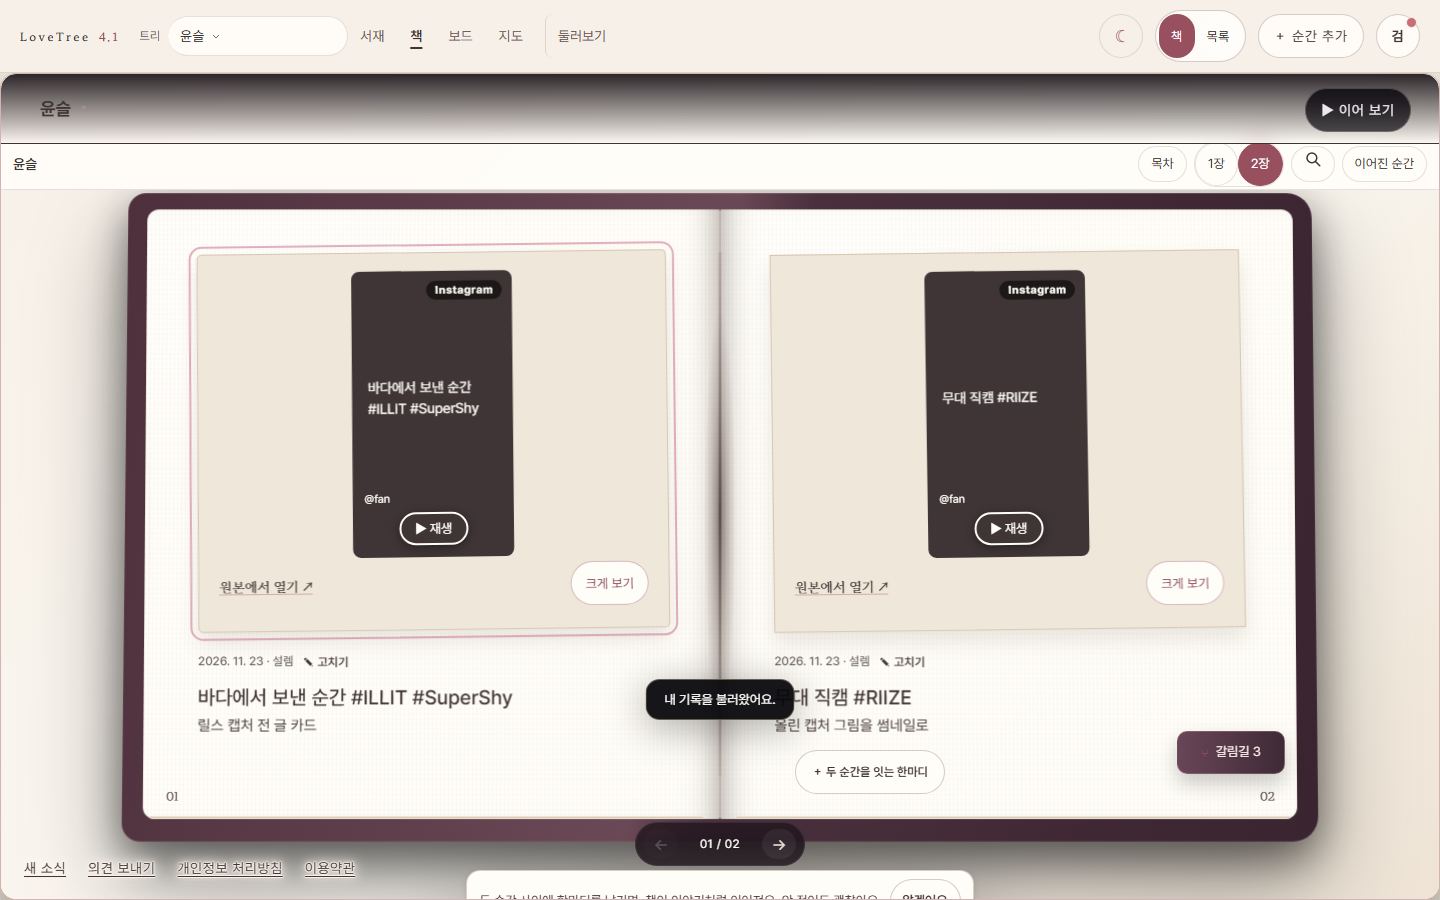 LoveTree 4.1 트리 윤슬 서재 책 보드 지도 둘러보기 책 목록 + 순간 추가 검
윤슬 ▶ 이어 보기
윤슬 목차 1장 2장 이어진 순간
Instagram
바다에서 보낸 순간
#ILLIT #SuperShy
@fan
▶ 재생
원본에서 열기 ↗ 크게 보기
2026. 11. 23 · 설렘 고치기
바다에서 보낸 순간 #ILLIT #SuperShy
릴스 캡처 전 글 카드
01
Instagram
무대 직캠 #RIIZE
@fan
▶ 재생
원본에서 열기 ↗ 크게 보기
2026. 11. 23 · 설렘 고치기
무대 직캠 #RIIZE
올린 캡처 그림을 썸네일로
+ 두 순간을 잇는 한마디
갈림길 3
02
내 기록을 불러왔어요.
← 01 / 02 →
새 소식 의견 보내기 개인정보 처리방침 이용약관